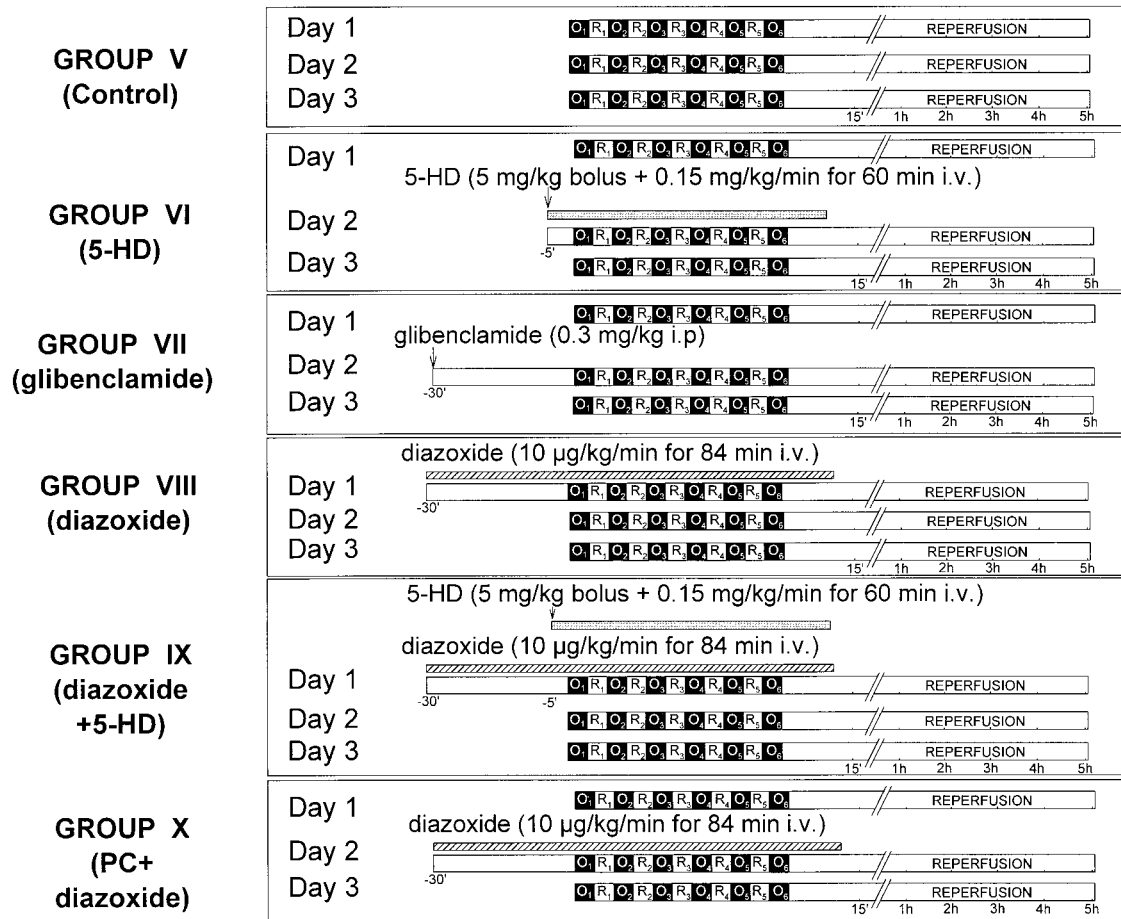 GROUP V
(Control)
Day 1
O1 R1 O2 R2 O3 R3 O4 R4 O5 R5 O6 REPERFUSION
Day 2
O1 R1 O2 R2 O3 R3 O4 R4 O5 R5 O6 REPERFUSION
Day 3
O1 R1 O2 R2 O3 R3 O4 R4 O5 R5 O6 REPERFUSION
15' 1h 2h 3h 4h 5h
GROUP VI
(5-HD)
Day 1
O1 R1 O2 R2 O3 R3 O4 R4 O5 R5 O6 REPERFUSION
5-HD (5 mg/kg bolus + 0.15 mg/kg/min for 60 min i.v.)
Day 2
O1 R1 O2 R2 O3 R3 O4 R4 O5 R5 O6 REPERFUSION
-5'
Day 3
O1 R1 O2 R2 O3 R3 O4 R4 O5 R5 O6 REPERFUSION
15' 1h 2h 3h 4h 5h
GROUP VII
(glibenclamide)
Day 1
O1 R1 O2 R2 O3 R3 O4 R4 O5 R5 O6 REPERFUSION
glibenclamide (0.3 mg/kg i.p)
Day 2
O1 R1 O2 R2 O3 R3 O4 R4 O5 R5 O6 REPERFUSION
-30'
Day 3
O1 R1 O2 R2 O3 R3 O4 R4 O5 R5 O6 REPERFUSION
15' 1h 2h 3h 4h 5h
GROUP VIII
(diazoxide)
diazoxide (10 µg/kg/min for 84 min i.v.)
Day 1
O1 R1 O2 R2 O3 R3 O4 R4 O5 R5 O6 REPERFUSION
-30'
Day 2
O1 R1 O2 R2 O3 R3 O4 R4 O5 R5 O6 REPERFUSION
Day 3
O1 R1 O2 R2 O3 R3 O4 R4 O5 R5 O6 REPERFUSION
15' 1h 2h 3h 4h 5h
GROUP IX
(diazoxide
+5-HD)
5-HD (5 mg/kg bolus + 0.15 mg/kg/min for 60 min i.v.)
diazoxide (10 µg/kg/min for 84 min i.v.)
Day 1
O1 R1 O2 R2 O3 R3 O4 R4 O5 R5 O6 REPERFUSION
-30' -5'
Day 2
O1 R1 O2 R2 O3 R3 O4 R4 O5 R5 O6 REPERFUSION
Day 3
O1 R1 O2 R2 O3 R3 O4 R4 O5 R5 O6 REPERFUSION
15' 1h 2h 3h 4h 5h
GROUP X
(PC+
diazoxide)
Day 1
O1 R1 O2 R2 O3 R3 O4 R4 O5 R5 O6 REPERFUSION
diazoxide (10 µg/kg/min for 84 min i.v.)
Day 2
O1 R1 O2 R2 O3 R3 O4 R4 O5 R5 O6 REPERFUSION
-30'
Day 3
O1 R1 O2 R2 O3 R3 O4 R4 O5 R5 O6 REPERFUSION
15' 1h 2h 3h 4h 5h